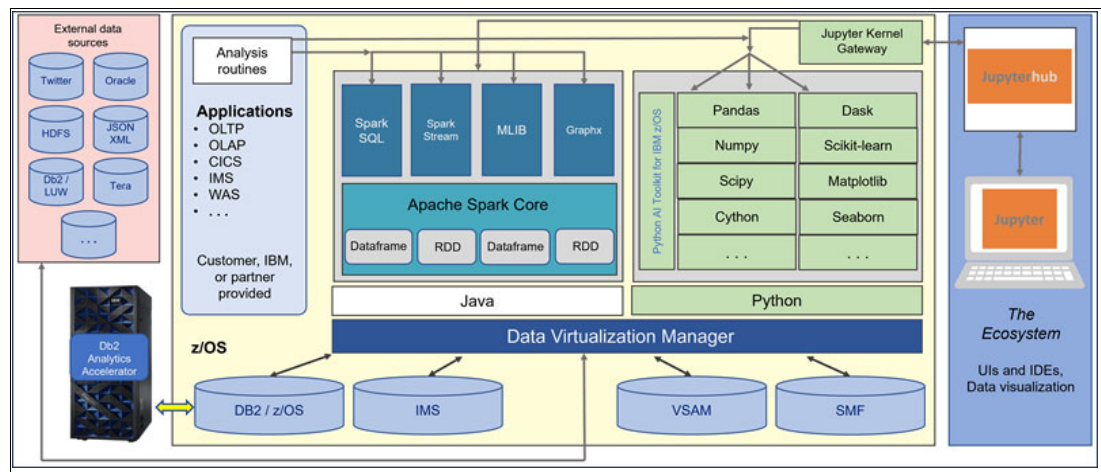 External data
sources
Twitter
Oracle
HDFS
JSON
XML
Db2 /
LUW
Tera
...
Db2
Analytics
Accelerator
Analysis
routines
Applications
• OLTP
• OLAP
• CICS
• IMS
• WAS
• . . .
Customer, IBM,
or partner
provided
z/OS
Spark
SQL
Spark
Stream
MLIB
Graphx
Apache Spark Core
Dataframe
RDD
Dataframe
RDD
Java
Jupyter Kernel
Gateway
Python AI Toolkit for IBM z/OS
Pandas
Dask
Numpy
Scikit-learn
Scipy
Matplotlib
Cython
Seaborn
. . .
. . .
Python
Data Virtualization Manager
DB2 / z/OS
IMS
VSAM
SMF
Jupyterhub
Jupyter
The
Ecosystem
UIs and IDEs,
Data visualization